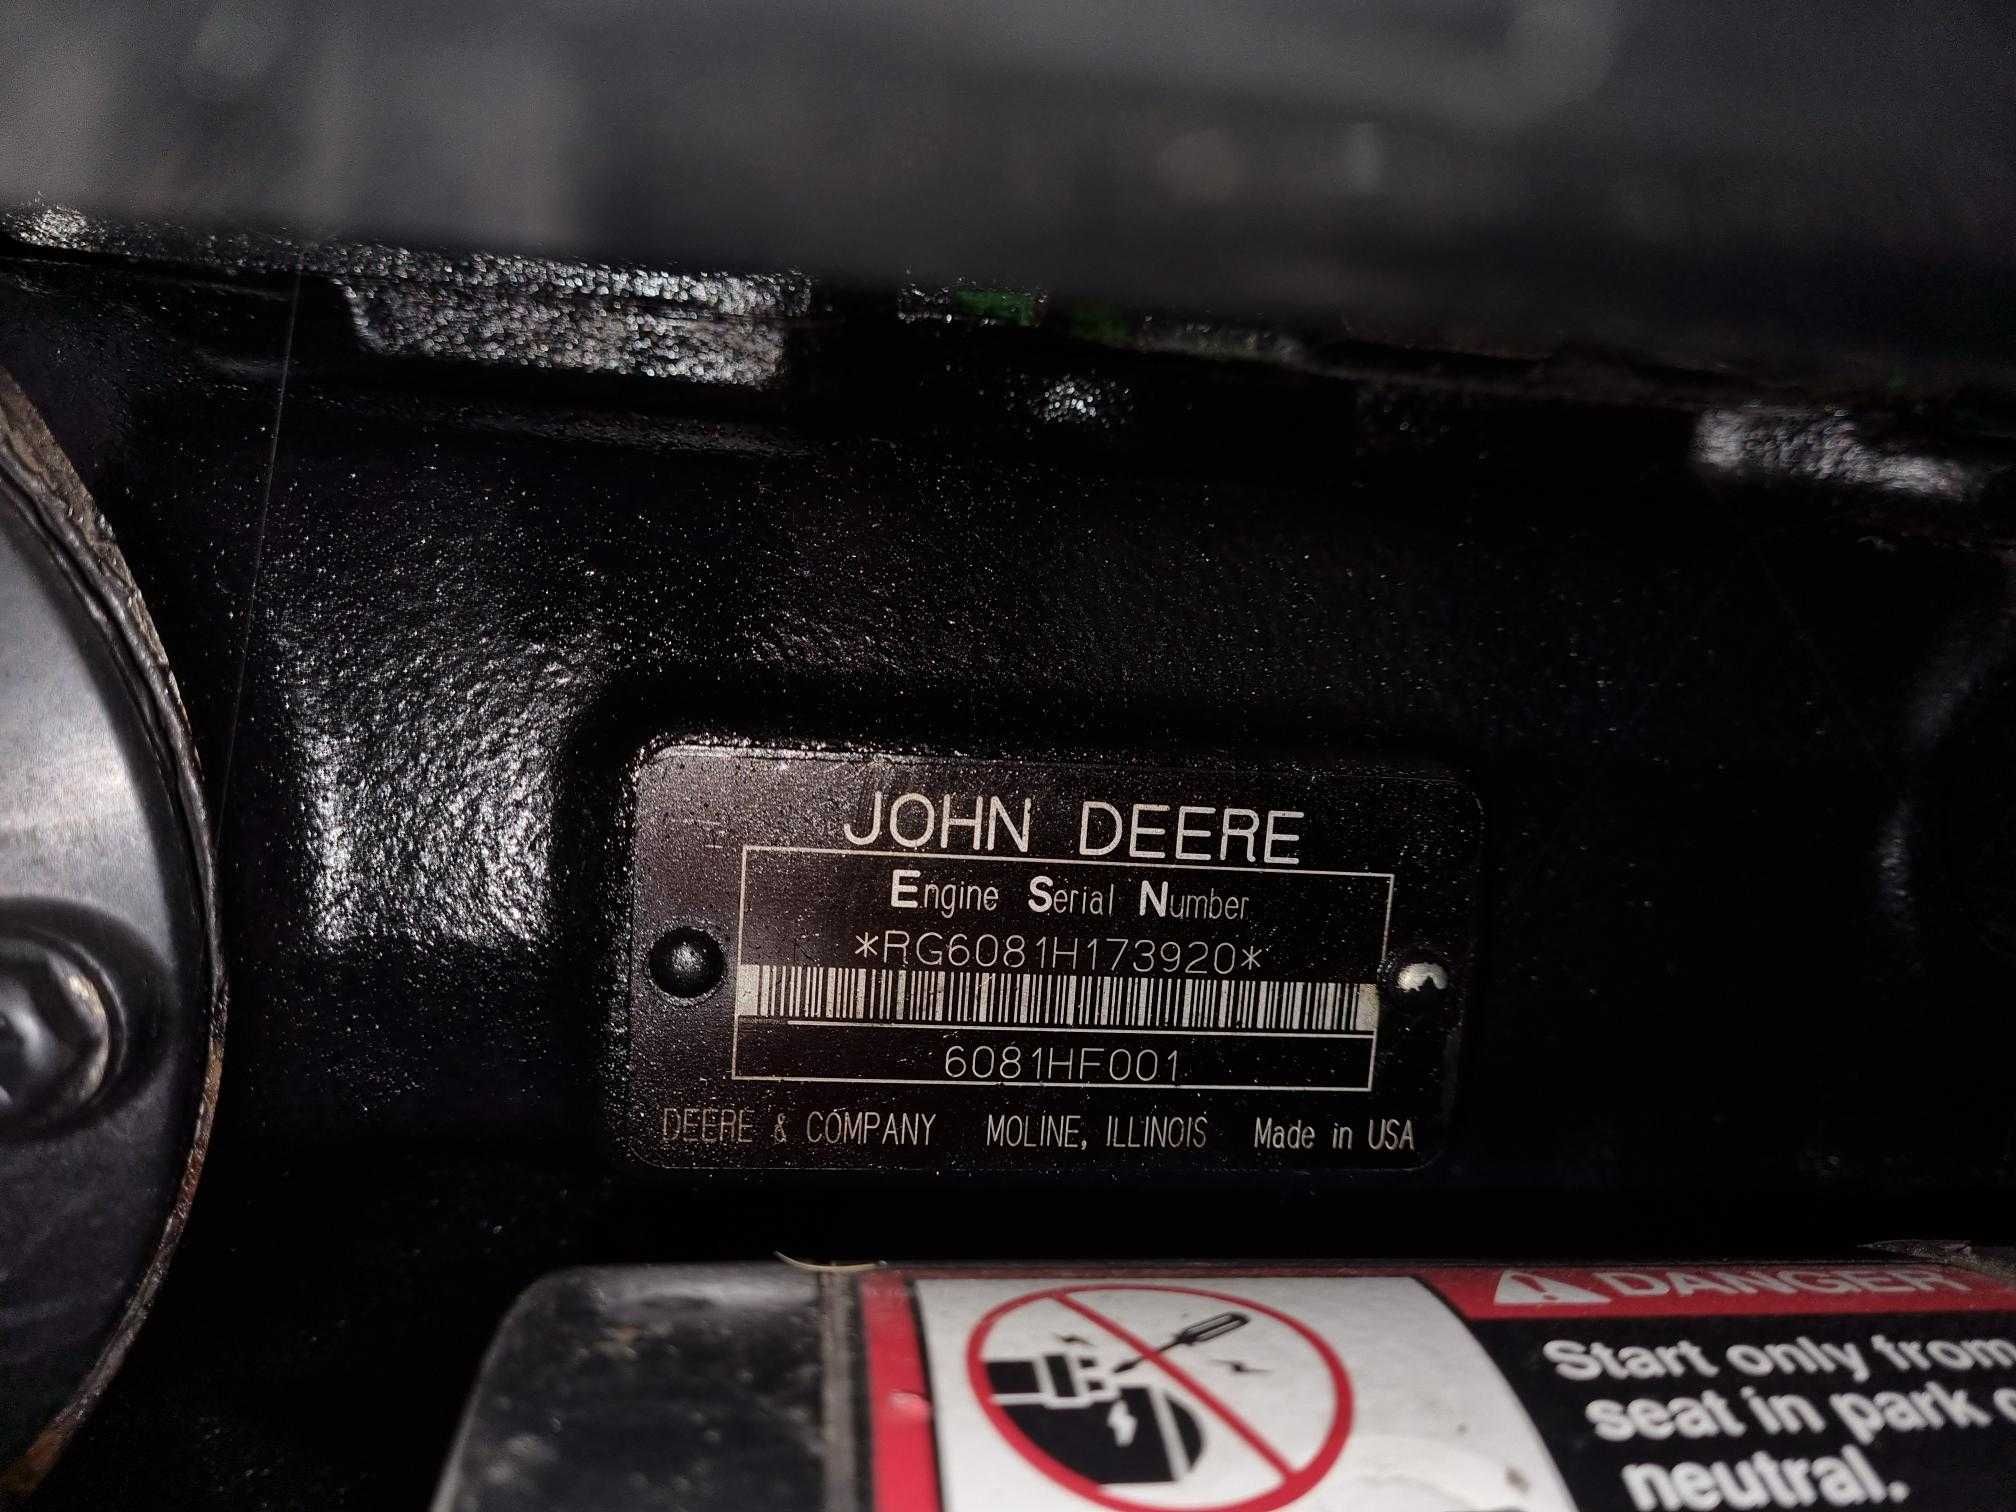 JOHN DEERE
Engine Serial Number
*RG6081H173920*
6081HF001
DEERE & COMPANY MOLINE, ILLINOIS Made in USA
DANGER
Start only from
seat in park
neutral.